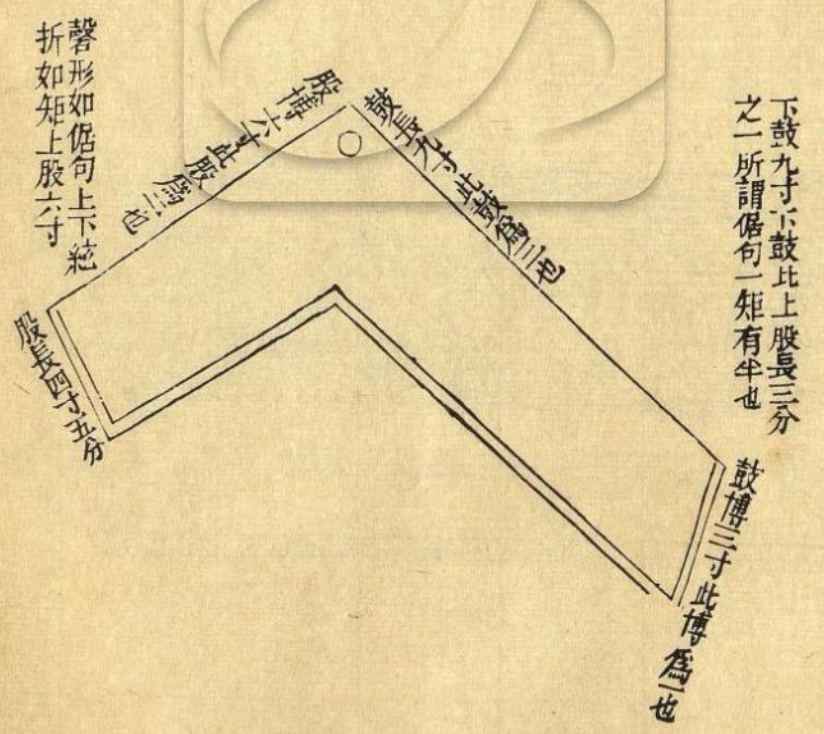 下鼓九寸下鼓比上股長三分
之一所謂倨句一矩有半也
鼓長九寸此鼓為三也
股博六寸此股為二也
鼓博三寸此博為一也
股長四寸五分
磬形如倨句上下綋
折如矩上股六寸